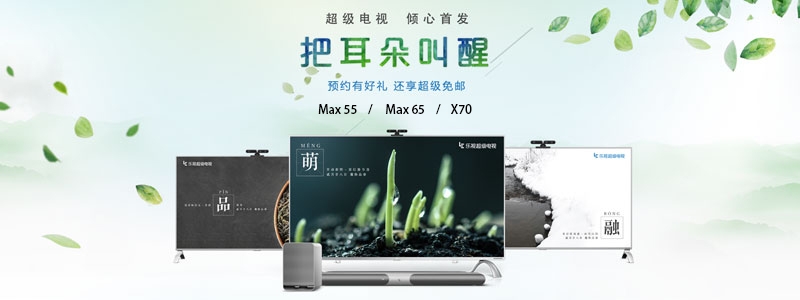 超级电视 倾心首发
把耳朵叫醒
预约有好礼 还享超级免邮
Max 55 / Max 65 / X70
乐视超级电视
PIN
品
MENG
萌
乐视超级电视
乐视超级电视
RONG
融